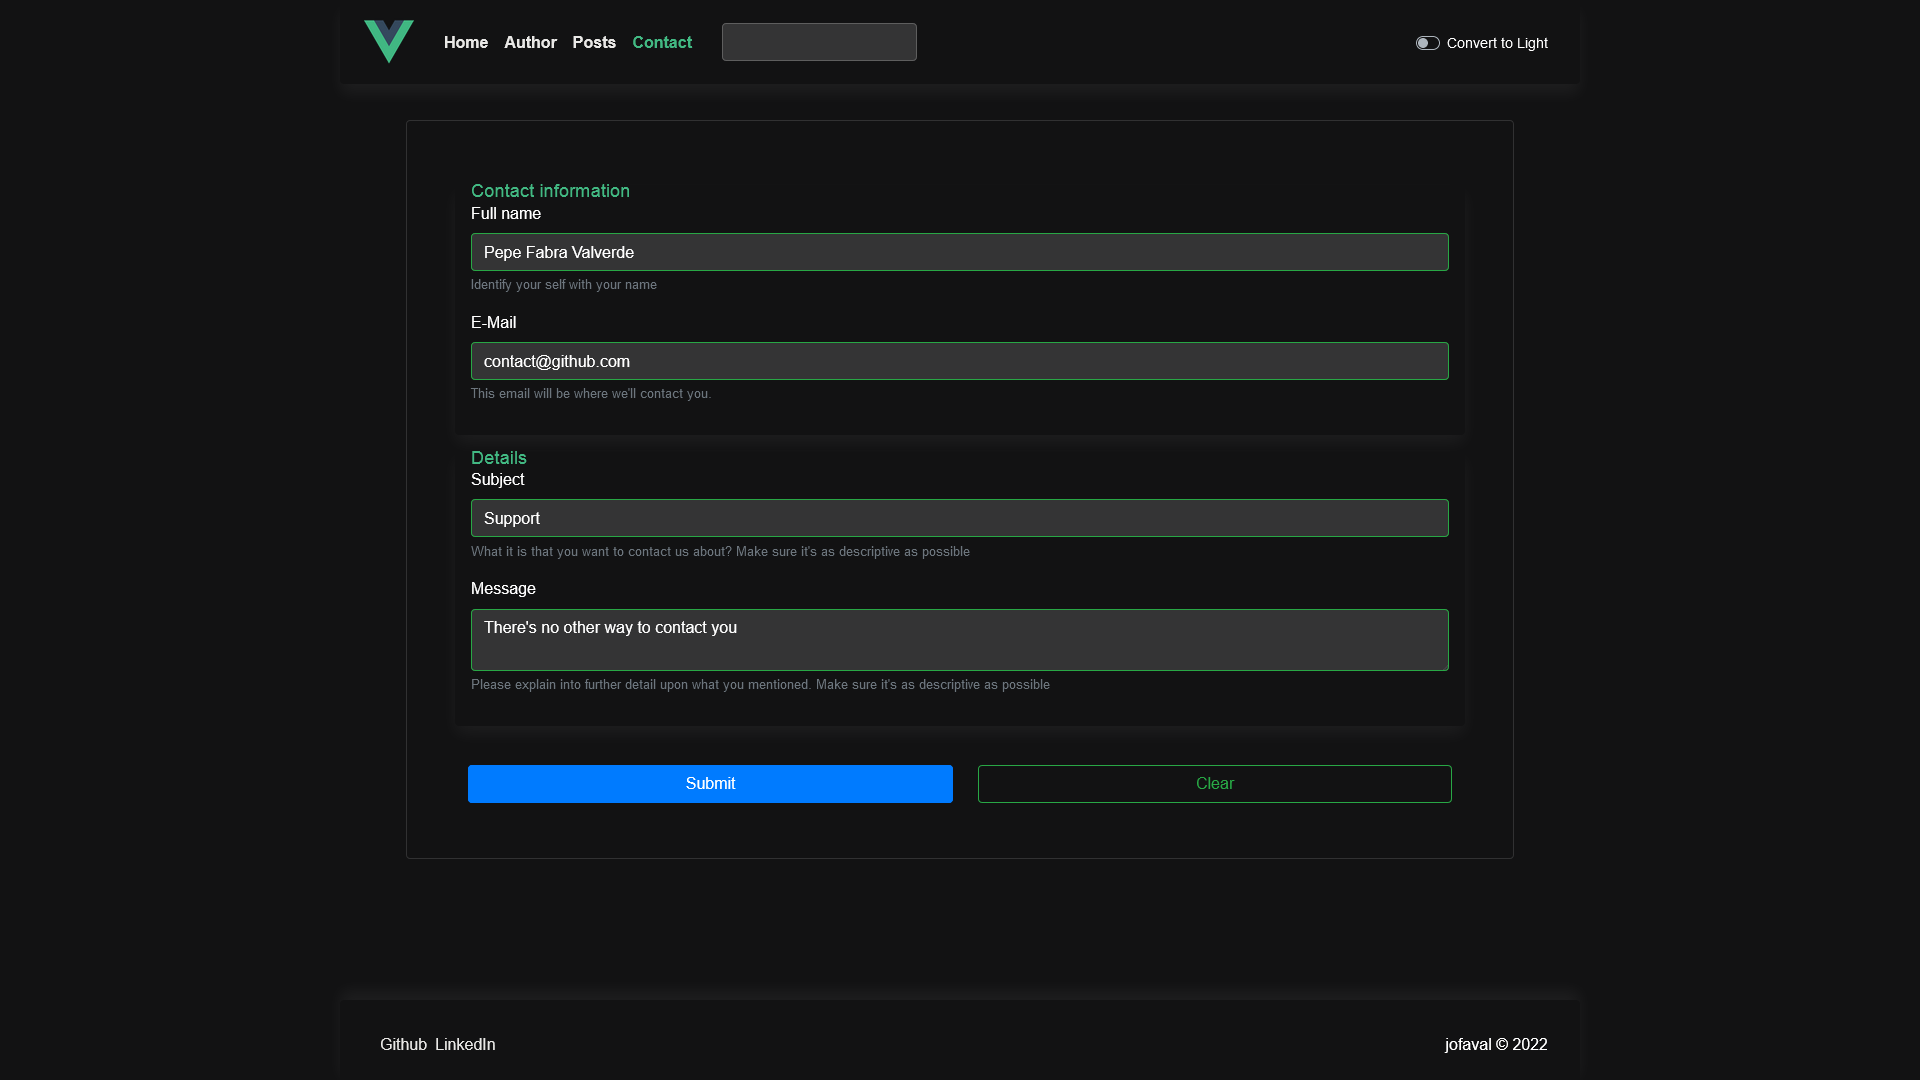 Home Author Posts Contact
Convert to Light
Contact information
Full name
Pepe Fabra Valverde
Identify your self with your name
E-Mail
contact@github.com
This email will be where we'll contact you.
Details
Subject
Support
What it is that you want to contact us about? Make sure it's as descriptive as possible
Message
There's no other way to contact you
Please explain into further detail upon what you mentioned. Make sure it's as descriptive as possible
Submit Clear
Github LinkedIn
jofaval © 2022